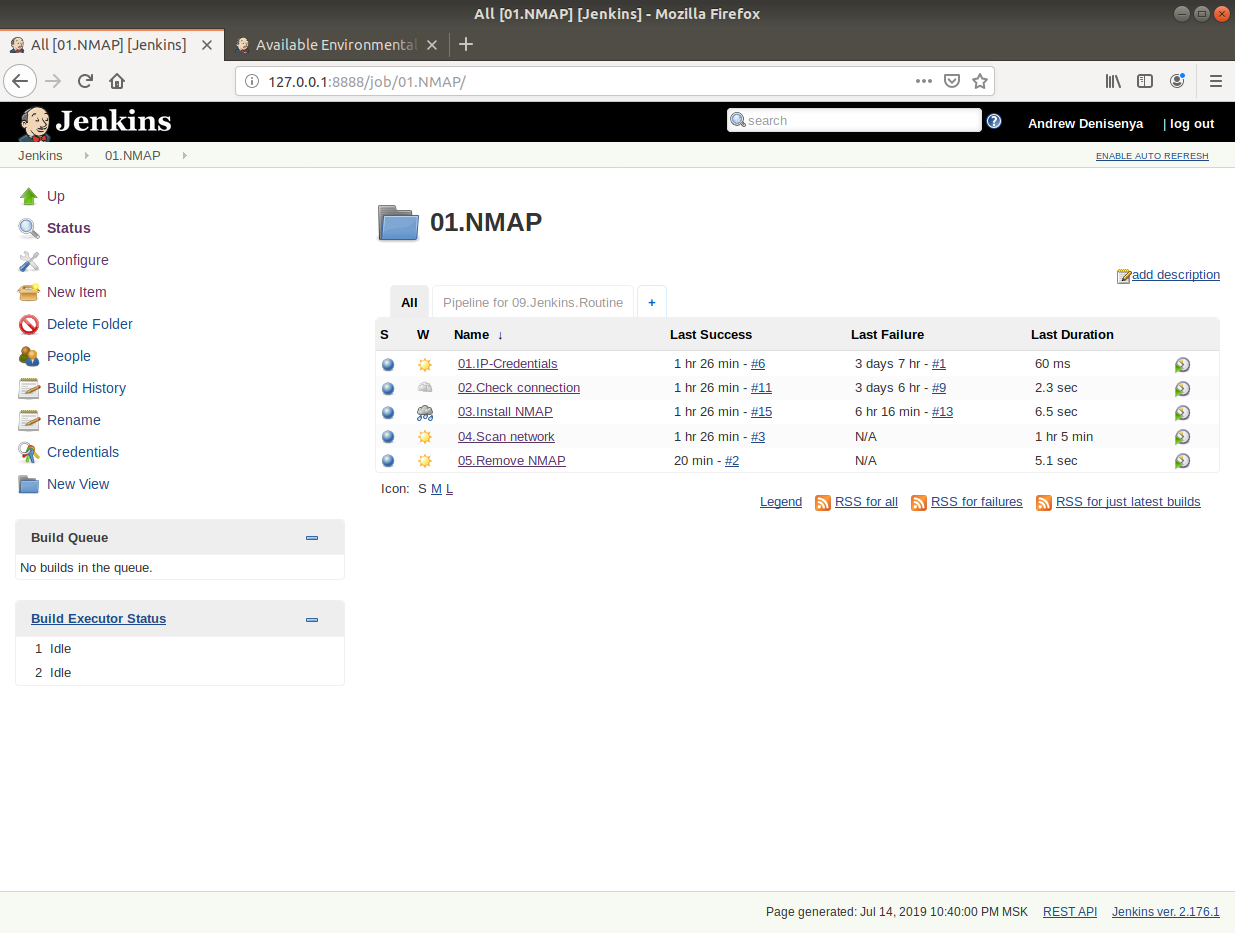 All [01.NMAP] [Jenkins] - Mozilla Firefox
All [01.NMAP] [Jenkins]
Available Environmental
127.0.0.1:8888/job/01.NMAP/
Jenkins
search
Andrew Denisenya
| log out
Jenkins
01.NMAP
ENABLE AUTO REFRESH
Up
Status
Configure
New Item
Delete Folder
People
Build History
Rename
Credentials
New View
Build Queue
No builds in the queue.
Build Executor Status
1 Idle
2 Idle
01.NMAP
add description
All Pipeline for 09.Jenkins.Routine +
S W Name ↓ Last Success Last Failure Last Duration
01.IP-Credentials 1 hr 26 min - #6 3 days 7 hr - #1 60 ms
02.Check connection 1 hr 26 min - #11 3 days 6 hr - #9 2.3 sec
03.Install NMAP 1 hr 26 min - #15 6 hr 16 min - #13 6.5 sec
04.Scan network 1 hr 26 min - #3 N/A 1 hr 5 min
05.Remove NMAP 20 min - #2 N/A 5.1 sec
Icon: S M L
Legend RSS for all RSS for failures RSS for just latest builds
Page generated: Jul 14, 2019 10:40:00 PM MSK REST API Jenkins ver. 2.176.1